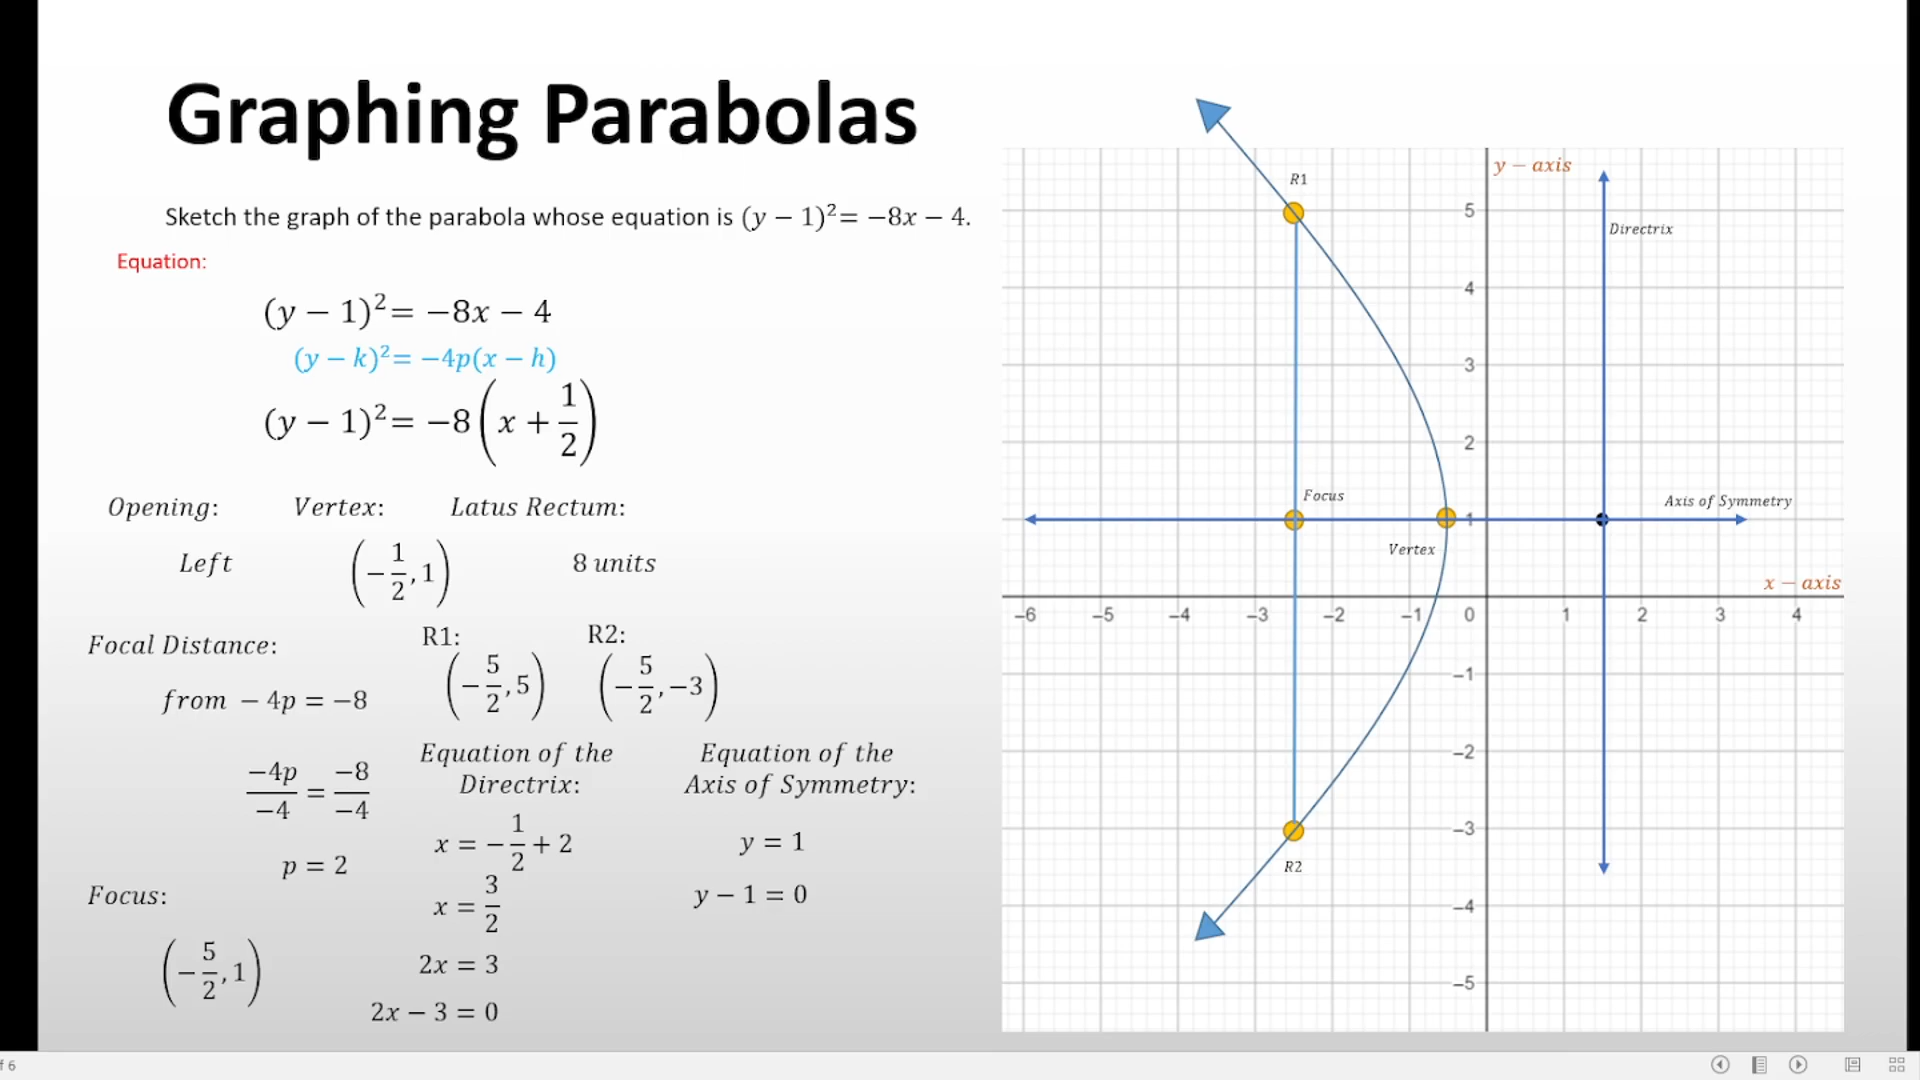 Graphing Parabolas
Sketch the graph of the parabola whose equation is (y − 1)²= −8x − 4.
Equation:
(y − 1)²= −8x − 4
(y − k)²= −4p(x − h)
(y − 1)²= −8(x + 1/2)
Opening: Vertex: Latus Rectum:
Left (−1/2, 1) 8 units
Focal Distance: R1: R2:
(−5/2, 5) (−5/2, −3)
from − 4p = −8
−4p/−4 = −8/−4
p = 2
Equation of the
Directrix:
x = −1/2 + 2
x = 3/2
2x = 3
2x − 3 = 0
Equation of the
Axis of Symmetry:
y = 1
y − 1 = 0
Focus:
(−5/2, 1)
y − axis
R1
Directrix
5
4
3
2
1
Focus
Axis of Symmetry
Vertex
x − axis
−6 −5 −4 −3 −2 −1 0 1 2 3 4
−1
−2
−3
R2
−4
−5
f 6